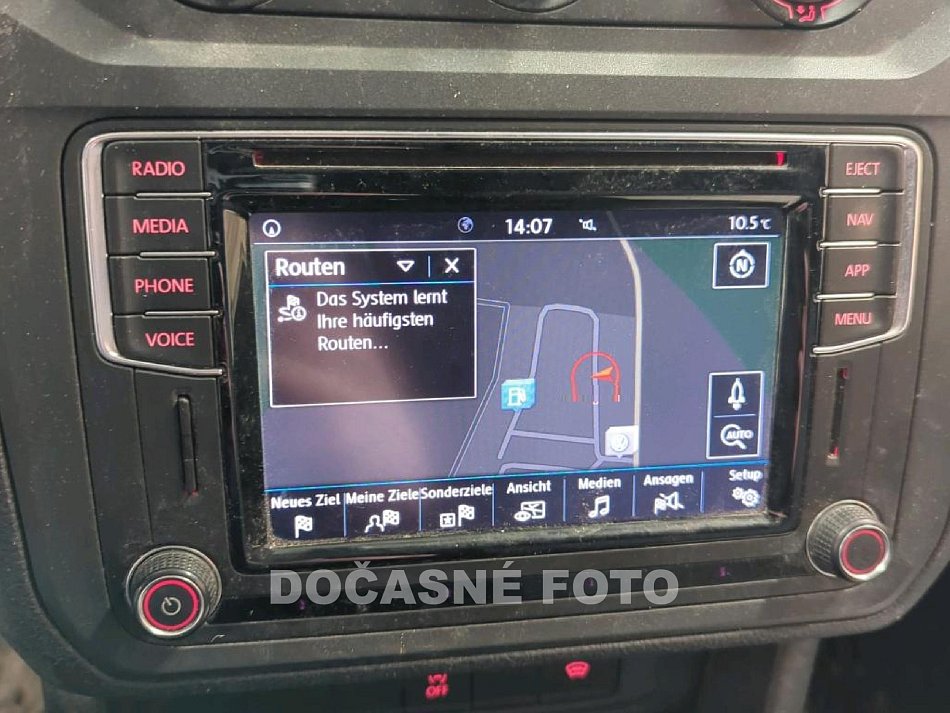 RADIO
MEDIA
PHONE
VOICE
EJECT
NAV
APP
MENU
14:07
10.5°C
Routen
X
Das System lernt
Ihre häufigsten
Routen...
N
AUTO
Neues Ziel
Meine Ziele
Sonderziele
Ansicht
Medien
Ansagen
Setup
DOČASNÉ FOTO
OFF